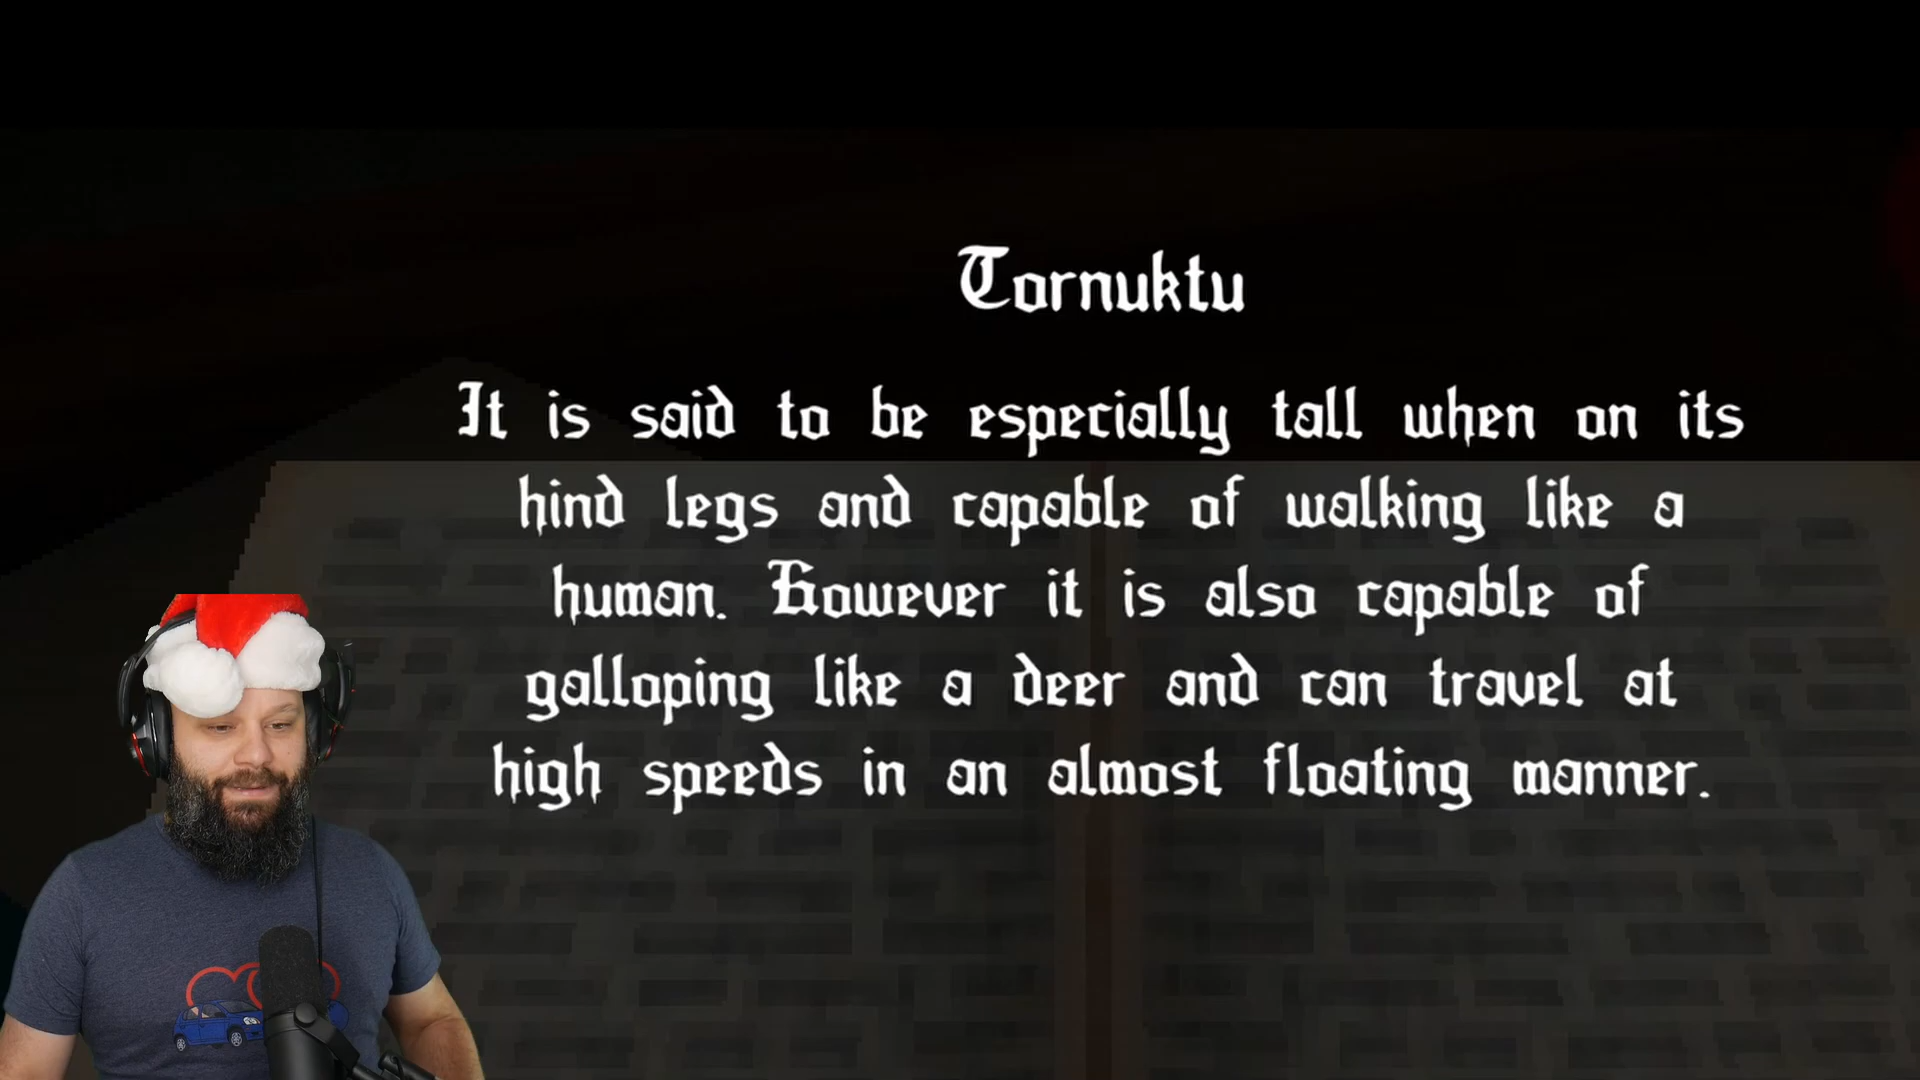 Tornuktu
It is said to be especially tall when on its
hind legs and capable of walking like a
human. However it is also capable of
galloping like a deer and can travel at
high speeds in an almost floating manner.